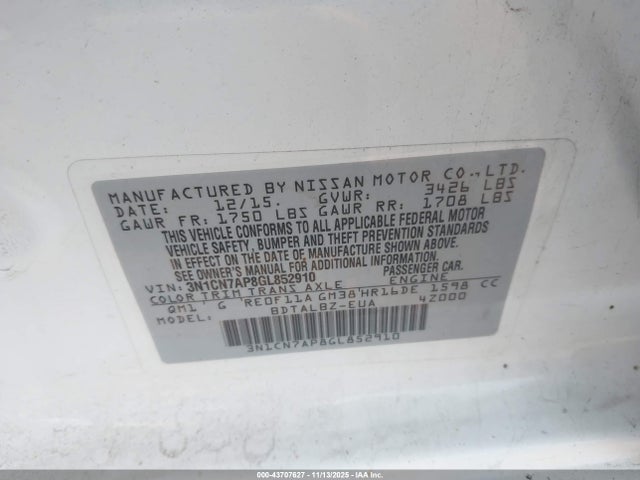 MANUFACTURED BY NISSAN MOTOR CO., LTD.
DATE: 12/15. GVWR: 3426 LBS
GAWR FR: 1750 LBS GAWR RR: 1708 LBS
THIS VEHICLE CONFORMS TO ALL APPLICABLE FEDERAL MOTOR
VEHICLE SAFETY, BUMPER AND THEFT PREVENTION STANDARDS
IN EFFECT ON THE DATE OF MANUFACTURE SHOWN ABOVE.
SEE OWNER'S MANUAL FOR ADDITIONAL INFORMATION.
VIN: 3N1CN7AP8GL852910 PASSENGER CAR.
COLOR TRIM TRANS AXLE ENGINE
QM1 G RE0F11A GM38 HR16DE 1598 CC
MODEL: BDTALBZ-EUA 4Z000
3N1CN7AP8GL852910
000-43707627 - 11/13/2025 - IAA Inc.